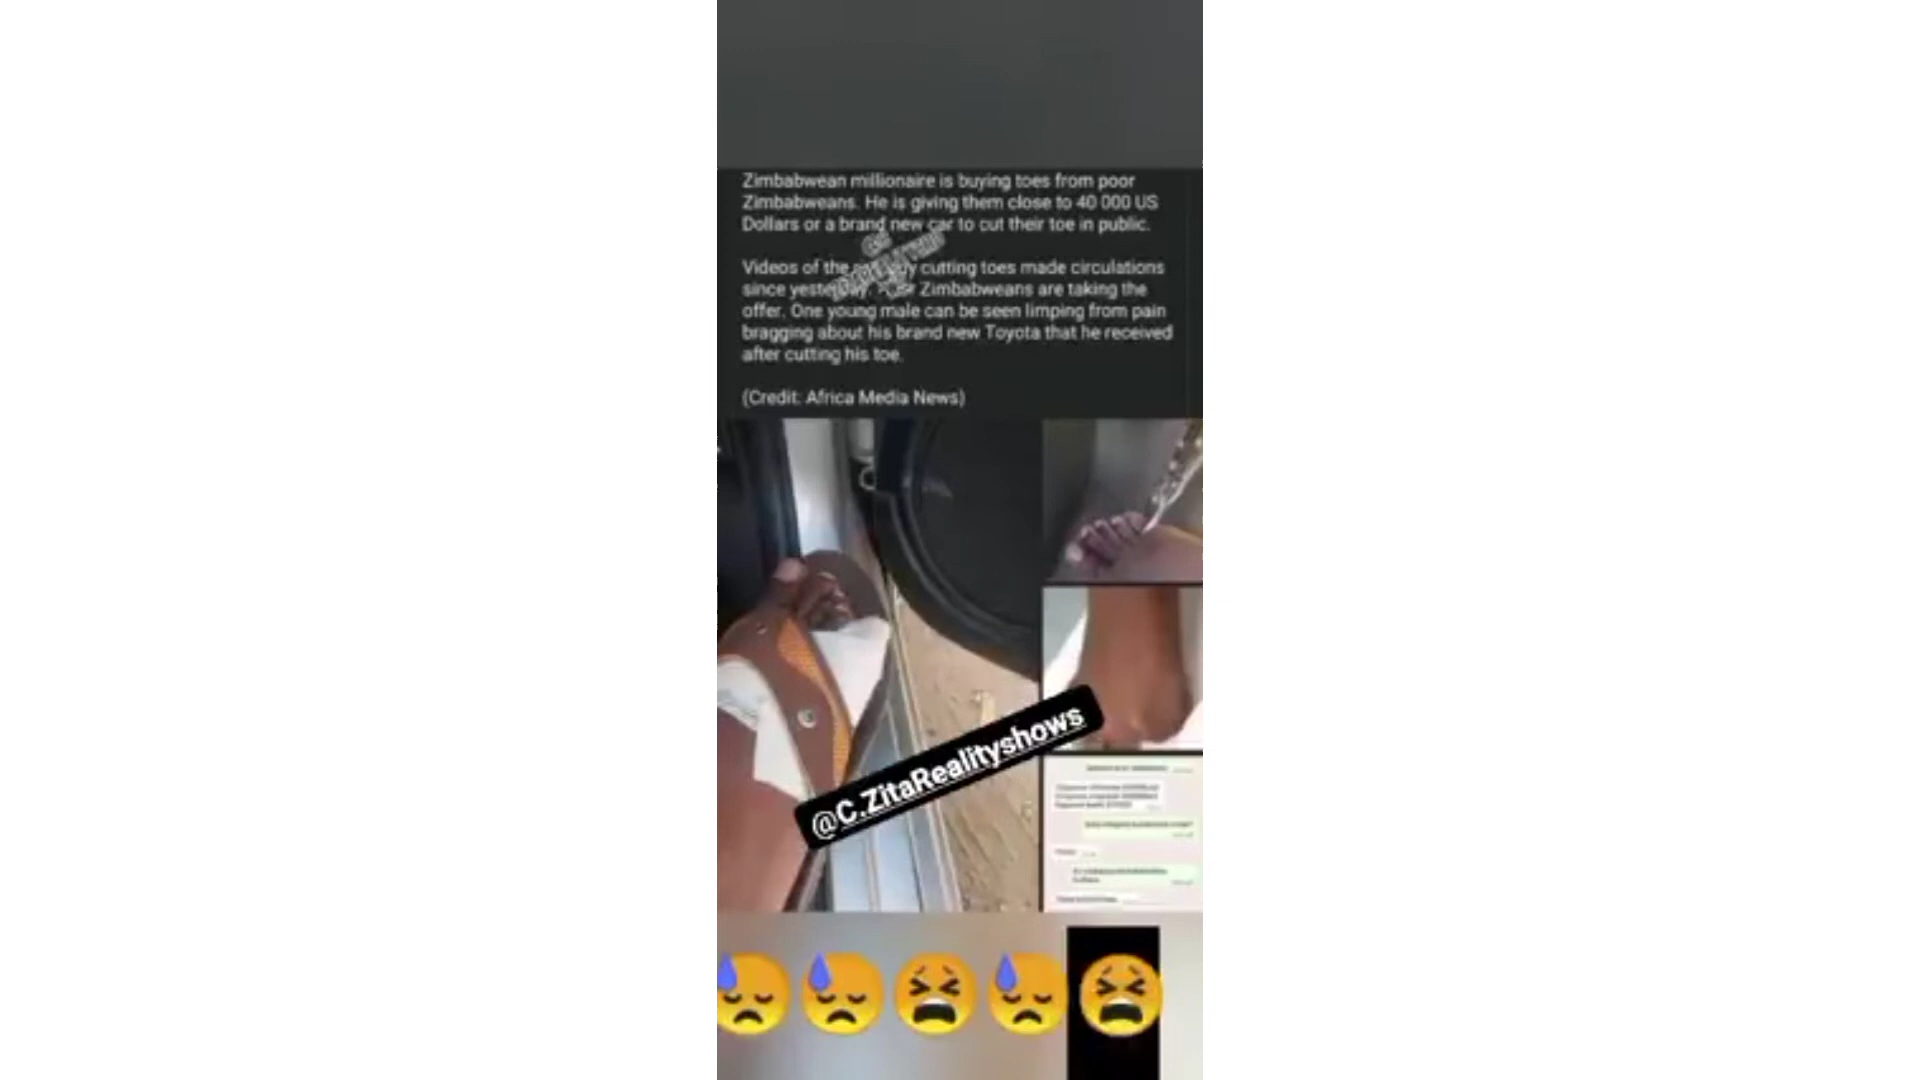 Zimbabwean millionaire is buying toes from poor
Zimbabweans. He is giving them close to 40 000 US
Dollars or a brand new car to cut their toe in public.
Videos of the cutting toes made circulations
since yesterday. Zimbabweans are taking the
offer. One young male can be seen limping from pain
bragging about his brand new Toyota that he received
after cutting his toe.
(Credit: Africa Media News)
@C.ZitaRealityshows